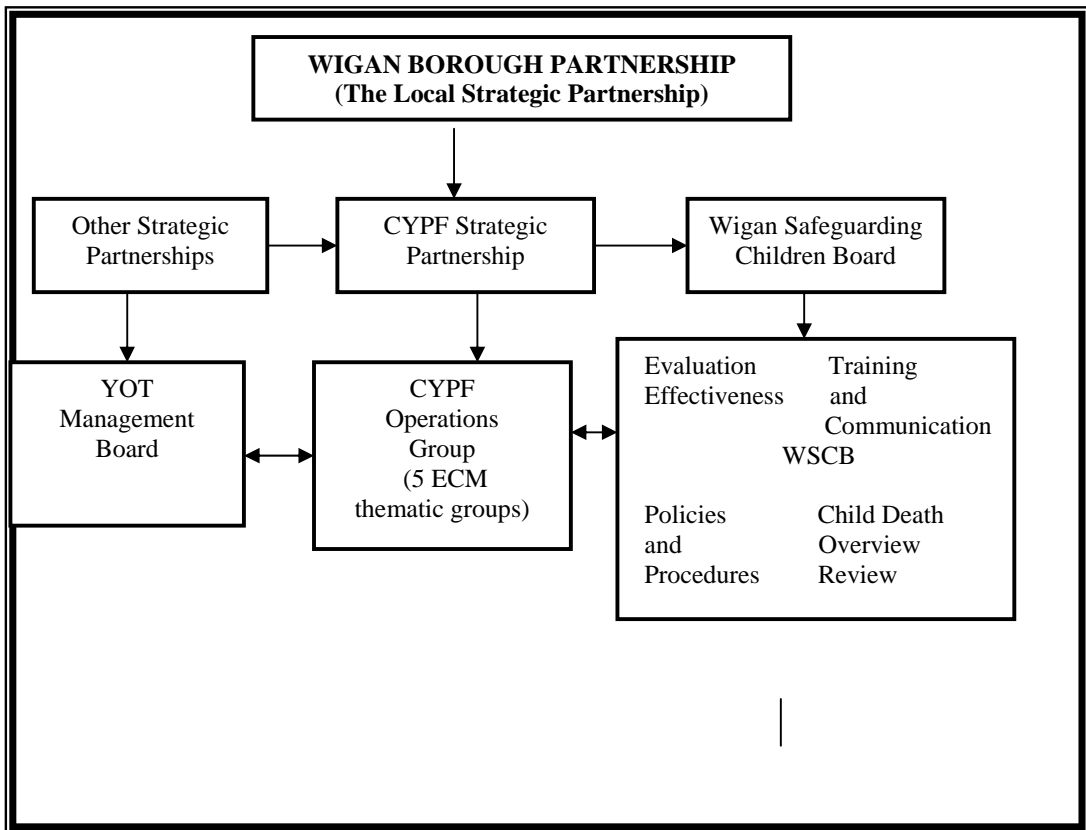 WIGAN BOROUGH PARTNERSHIP
(The Local Strategic Partnership)
Other Strategic
Partnerships
CYPF Strategic
Partnership
Wigan Safeguarding
Children Board
YOT
Management
Board
CYPF
Operations
Group
(5 ECM
thematic groups)
Evaluation Training
Effectiveness and
Communication
WSCB
Policies Child Death
and Overview
Procedures Review